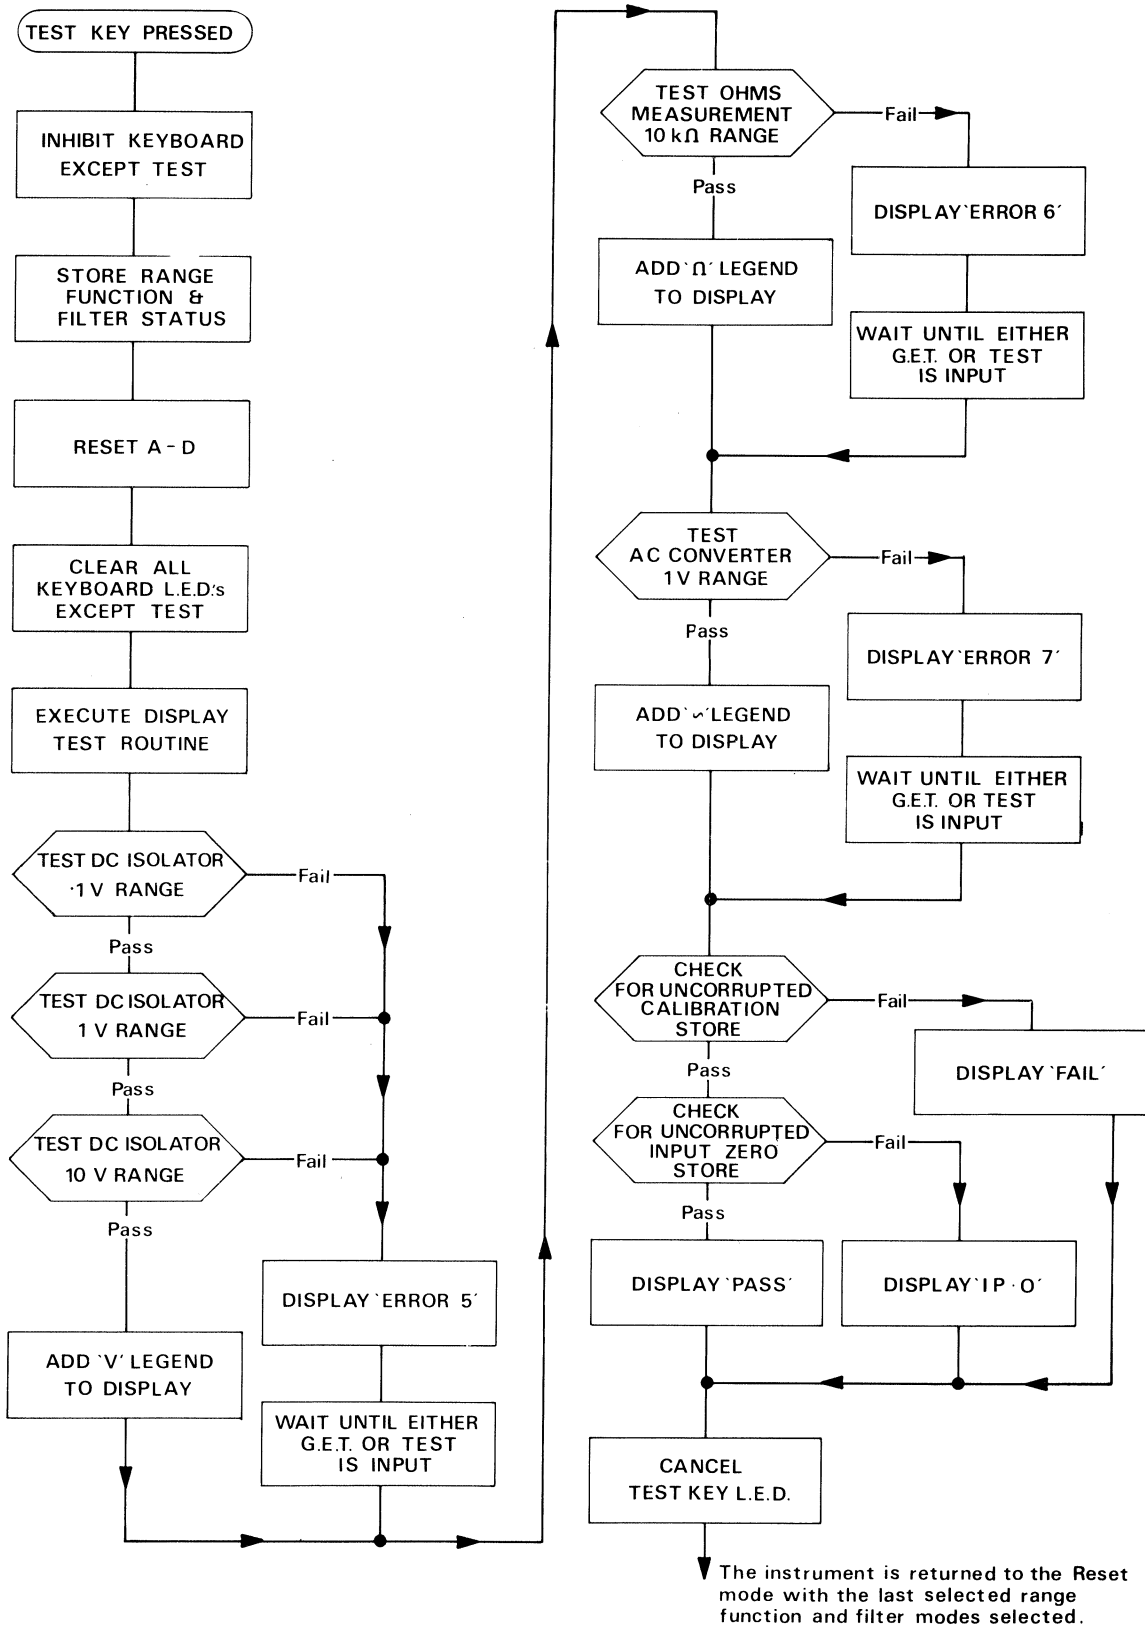 TEST KEY PRESSED
INHIBIT KEYBOARD
EXCEPT TEST
STORE RANGE
FUNCTION &
FILTER STATUS
RESET A-D
CLEAR ALL
KEYBOARD L.E.D.'s
EXCEPT TEST
EXECUTE DISPLAY
TEST ROUTINE
TEST DC ISOLATOR
·1 V RANGE
Fail
Pass
TEST DC ISOLATOR
1 V RANGE
Fail
Pass
TEST DC ISOLATOR
10 V RANGE
Fail
Pass
DISPLAY 'ERROR 5'
ADD 'V' LEGEND
TO DISPLAY
WAIT UNTIL EITHER
G.E.T. OR TEST
IS INPUT
TEST OHMS
MEASUREMENT
10 kΩ RANGE
Fail
Pass
DISPLAY 'ERROR 6'
ADD 'Ω' LEGEND
TO DISPLAY
WAIT UNTIL EITHER
G.E.T. OR TEST
IS INPUT
TEST
AC CONVERTER
1V RANGE
Fail
Pass
DISPLAY 'ERROR 7'
ADD '~' LEGEND
TO DISPLAY
WAIT UNTIL EITHER
G.E.T. OR TEST
IS INPUT
CHECK
FOR UNCORRUPTED
CALIBRATION
STORE
Fail
Pass
DISPLAY 'FAIL'
CHECK
FOR UNCORRUPTED
INPUT ZERO
STORE
Fail
Pass
DISPLAY 'PASS'
DISPLAY 'I P · O'
CANCEL
TEST KEY L.E.D.
The instrument is returned to the Reset
mode with the last selected range
function and filter modes selected.